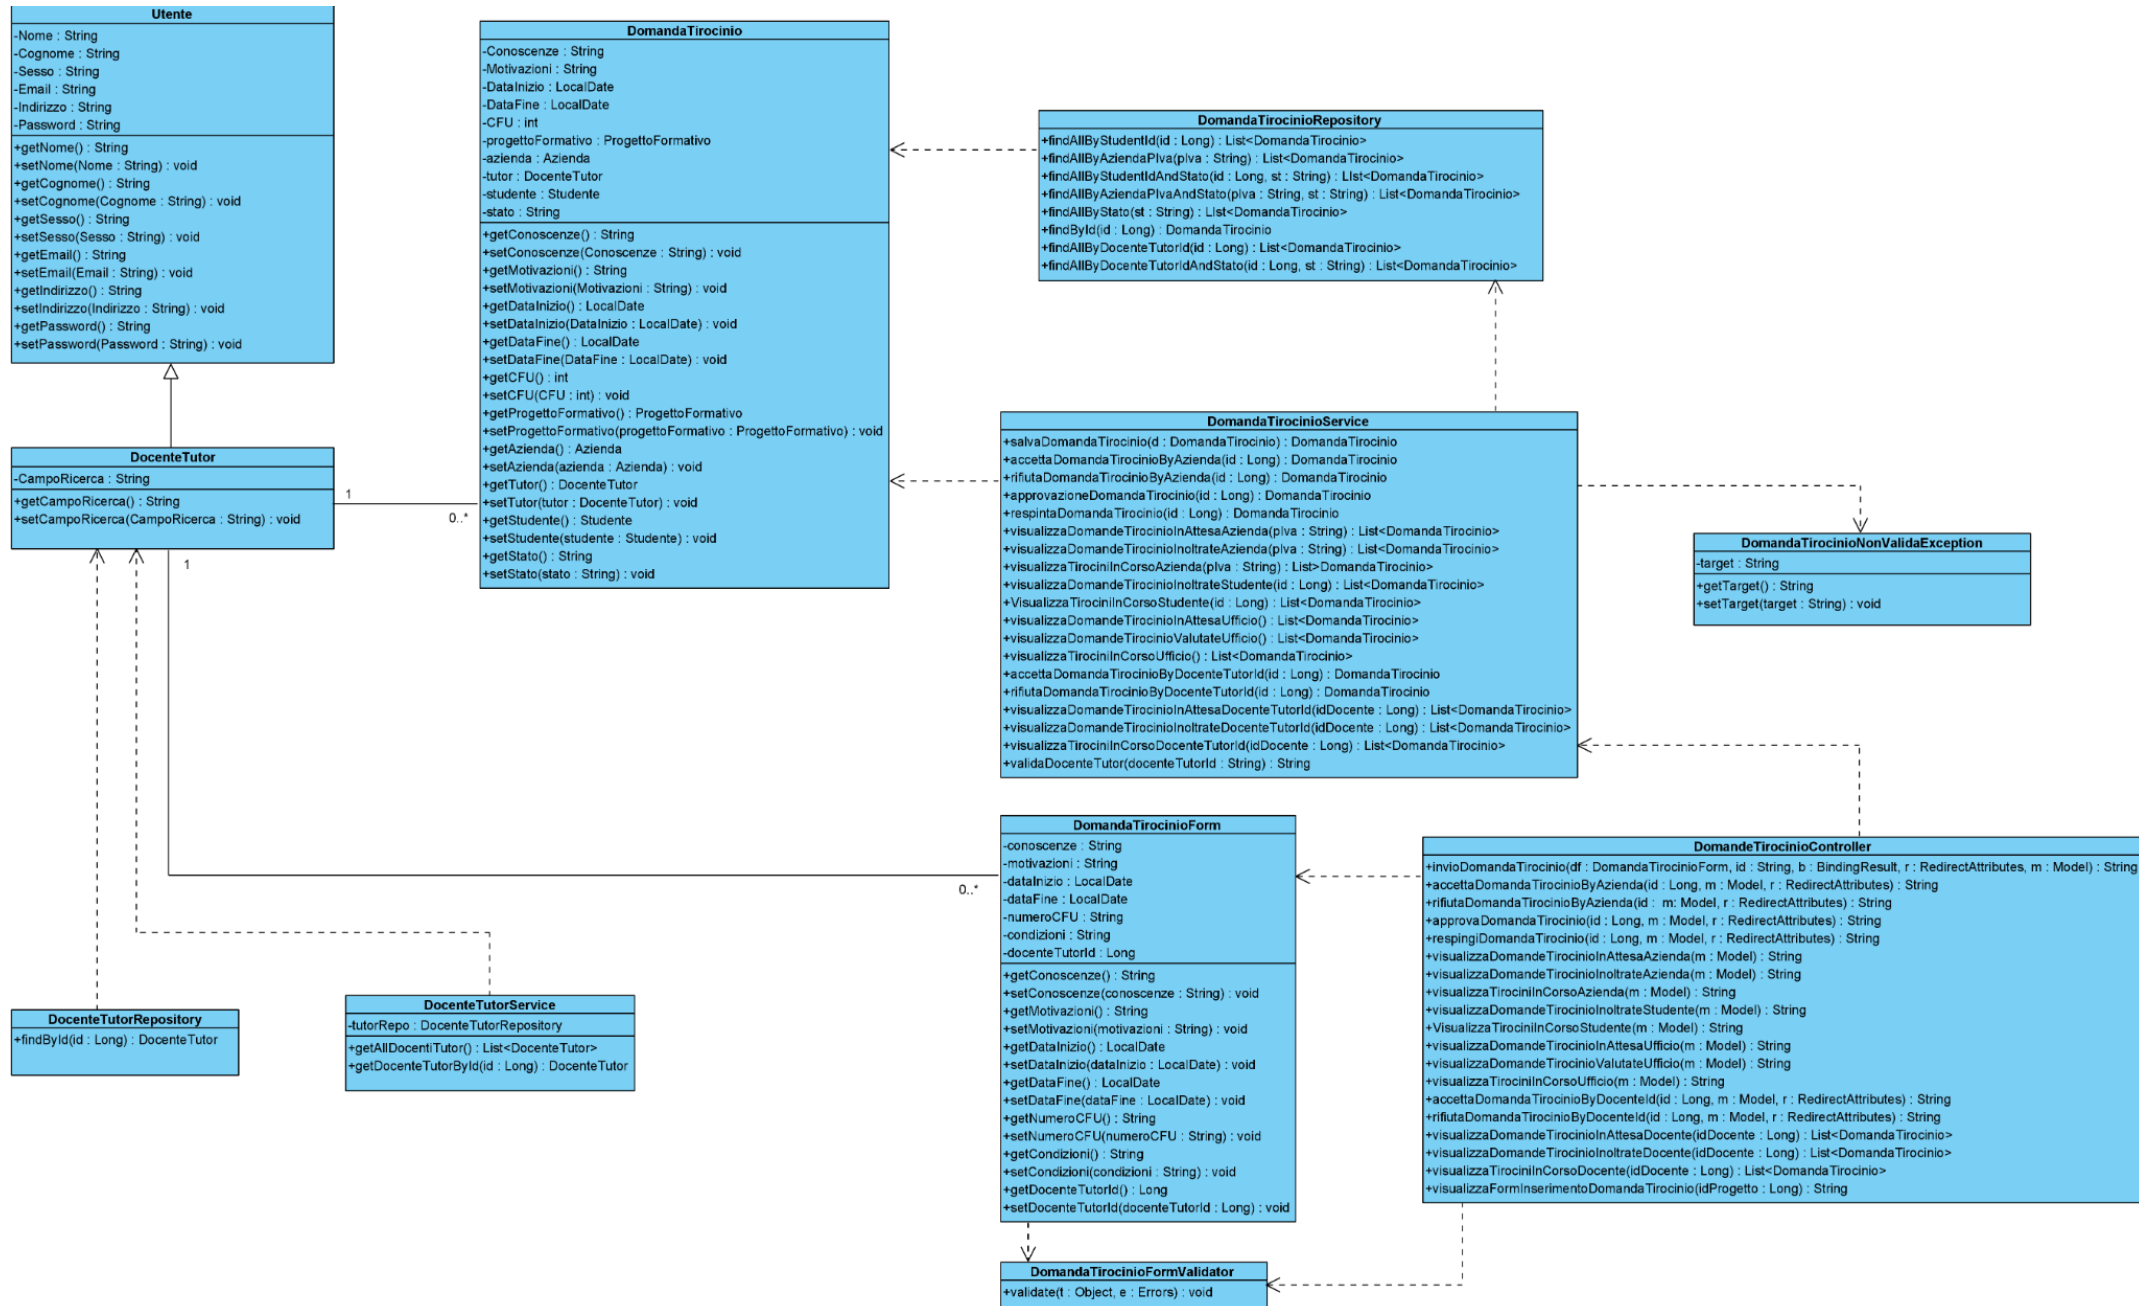 Utente
-Nome : String
-Cognome : String
-Sesso : String
-Email : String
-Indirizzo : String
-Password : String
+getNome() : String
+setNome(Nome : String) : void
+getCognome() : String
+setCognome(Cognome : String) : void
+getSesso() : String
+setSesso(Sesso : String) : void
+getEmail() : String
+setEmail(Email : String) : void
+getIndirizzo() : String
+setIndirizzo(Indirizzo : String) : void
+getPassword() : String
+setPassword(Password : String) : void
DocenteTutor
-CampoRicerca : String
+getCampoRicerca() : String
+setCampoRicerca(CampoRicerca : String) : void
1
0..*
1
0..*
DomandaTirocinio
-Conoscenze : String
-Motivazioni : String
-DataInizio : LocalDate
-DataFine : LocalDate
-CFU : int
-progettoFormativo : ProgettoFormativo
-azienda : Azienda
-tutor : DocenteTutor
-studente : Studente
-stato : String
+getConoscenze() : String
+setConoscenze(Conoscenze : String) : void
+getMotivazioni() : String
+setMotivazioni(Motivazioni : String) : void
+getDataInizio() : LocalDate
+setDataInizio(DataInizio : LocalDate) : void
+getDataFine() : LocalDate
+setDataFine(DataFine : LocalDate) : void
+getCFU() : int
+setCFU(CFU : int) : void
+getProgettoFormativo() : ProgettoFormativo
+setProgettoFormativo(progettoFormativo : ProgettoFormativo) : void
+getAzienda() : Azienda
+setAzienda(azienda : Azienda) : void
+getTutor() : DocenteTutor
+setTutor(tutor : DocenteTutor) : void
+getStudente() : Studente
+setStudente(studente : Studente) : void
+getStato() : String
+setStato(stato : String) : void
DomandaTirocinioRepository
+findAllByStudentId(id : Long) : List<DomandaTirocinio>
+findAllByAziendaPIva(pIva : String) : List<DomandaTirocinio>
+findAllByStudentIdAndStato(id : Long, st : String) : LIst<DomandaTirocinio>
+findAllByAziendaPIvaAndStato(pIva : String, st : String) : List<DomandaTirocinio>
+findAllByStato(st : String) : LIst<DomandaTirocinio>
+findById(id : Long) : DomandaTirocinio
+findAllByDocenteTutorId(id : Long) : List<DomandaTirocinio>
+findAllByDocenteTutorIdAndStato(id : Long, st : String) : List<DomandaTirocinio>
DomandaTirocinioService
+salvaDomandaTirocinio(d : DomandaTirocinio) : DomandaTirocinio
+accettaDomandaTirocinioByAzienda(id : Long) : DomandaTirocinio
+rifiutaDomandaTirocinioByAzienda(id : Long) : DomandaTirocinio
+approvazioneDomandaTirocinio(id : Long) : DomandaTirocinio
+respintaDomandaTirocinio(id : Long) : DomandaTirocinio
+visualizzaDomandeTirocinioInAttesaAzienda(pIva : String) : List<DomandaTirocinio>
+visualizzaDomandeTirocinioInoltrateAzienda(pIva : String) : List<DomandaTirocinio>
+visualizzaTirociniInCorsoAzienda(pIva : String) : List>DomandaTirocinio>
+visualizzaDomandeTirocinioInoltrateStudente(id : Long) : List<DomandaTirocinio>
+VisualizzaTirociniInCorsoStudente(id : Long) : List<DomandaTirocinio>
+visualizzaDomandeTirocinioInAttesaUfficio() : List<DomandaTirocinio>
+visualizzaDomandeTirocinioValutateUfficio() : List<DomandaTirocinio>
+visualizzaTirociniInCorsoUfficio() : List<DomandaTirocinio>
+accettaDomandaTirocinioByDocenteTutorId(id : Long) : DomandaTirocinio
+rifiutaDomandaTirocinioByDocenteTutorId(id : Long) : DomandaTirocinio
+visualizzaDomandeTirocinioInAttesaDocenteTutorId(idDocente : Long) : List<DomandaTirocinio>
+visualizzaDomandeTirocinioInoltrateDocenteTutorId(idDocente : Long) : List<DomandaTirocinio>
+visualizzaTirociniInCorsoDocenteTutorId(idDocente : Long) : List<DomandaTirocinio>
+validaDocenteTutor(docenteTutorId : String) : String
DomandaTirocinioNonValidaException
-target : String
+getTarget() : String
+setTarget(target : String) : void
DocenteTutorRepository
+findById(id : Long) : DocenteTutor
DocenteTutorService
-tutorRepo : DocenteTutorRepository
+getAllDocentiTutor() : List<DocenteTutor>
+getDocenteTutorById(id : Long) : DocenteTutor
DomandaTirocinioForm
-conoscenze : String
-motivazioni : String
-dataInizio : LocalDate
-dataFine : LocalDate
-numeroCFU : String
-condizioni : String
-docenteTutorId : Long
+getConoscenze() : String
+setConoscenze(conoscenze : String) : void
+getMotivazioni() : String
+setMotivazioni(motivazioni : String) : void
+getDataInizio() : LocalDate
+setDataInizio(dataInizio : LocalDate) : void
+getDataFine() : LocalDate
+setDataFine(dataFine : LocalDate) : void
+getNumeroCFU() : String
+setNumeroCFU(numeroCFU : String) : void
+getCondizioni() : String
+setCondizioni(condizioni : String) : void
+getDocenteTutorId() : Long
+setDocenteTutorId(docenteTutorId : Long) : void
DomandeTirocinioController
+invioDomandaTirocinio(df : DomandaTirocinioForm, id : String, b : BindingResult, r : RedirectAttributes, m : Model) : String
+accettaDomandaTirocinioByAzienda(id : Long, m : Model, r : RedirectAttributes) : String
+rifiutaDomandaTirocinioByAzienda(id :  m: Model, r : RedirectAttributes) : String
+approvaDomandaTirocinio(id : Long, m : Model, r : RedirectAttributes) : String
+respingiDomandaTirocinio(id : Long, m : Model, r : RedirectAttributes) : String
+visualizzaDomandeTirocinioInAttesaAzienda(m : Model) : String
+visualizzaDomandeTirocinioInoltrateAzienda(m : Model) : String
+visualizzaTirociniInCorsoAzienda(m : Model) : String
+visualizzaDomandeTirocinioInoltrateStudente(m : Model) : String
+VisualizzaTirociniInCorsoStudente(m : Model) : String
+visualizzaDomandeTirocinioInAttesaUfficio(m : Model) : String
+visualizzaDomandeTirocinioValutateUfficio(m : Model) : String
+visualizzaTirociniInCorsoUfficio(m : Model) : String
+accettaDomandaTirocinioByDocenteId(id : Long, m : Model, r : RedirectAttributes) : String
+rifiutaDomandaTirocinioByDocenteId(id : Long, m : Model, r : RedirectAttributes) : String
+visualizzaDomandeTirocinioInAttesaDocente(idDocente : Long) : List<DomandaTirocinio>
+visualizzaDomandeTirocinioInoltrateDocente(idDocente : Long) : List<DomandaTirocinio>
+visualizzaTirociniInCorsoDocente(idDocente : Long) : List<DomandaTirocinio>
+visualizzaFormInserimentoDomandaTirocinio(idProgetto : Long) : String
DomandaTirocinioFormValidator
+validate(t : Object, e : Errors) : void